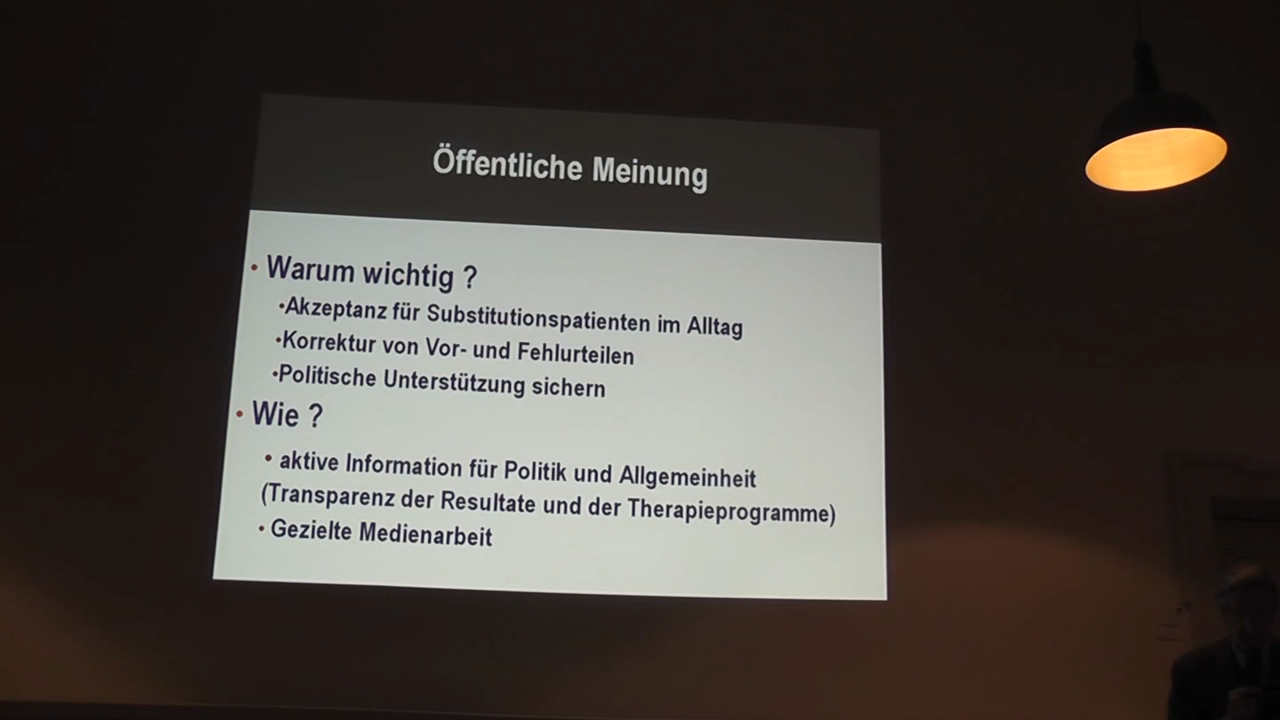 Öffentliche Meinung
• Warum wichtig ?
•Akzeptanz für Substitutionspatienten im Alltag
•Korrektur von Vor- und Fehlurteilen
•Politische Unterstützung sichern
• Wie ?
• aktive Information für Politik und Allgemeinheit
(Transparenz der Resultate und der Therapieprogramme)
• Gezielte Medienarbeit